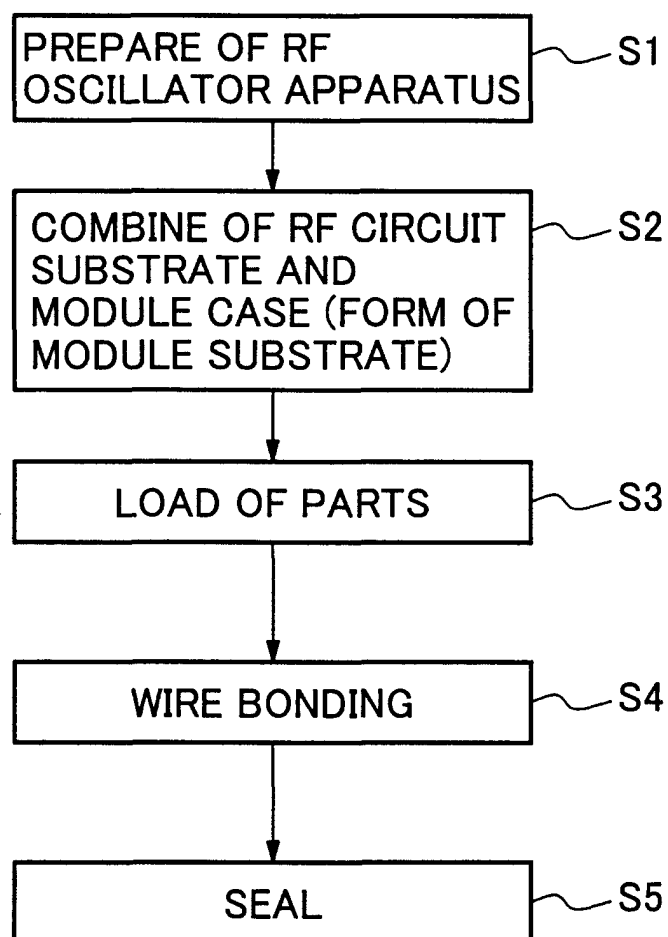 PREPARE OF RF
OSCILLATOR APPARATUS
S1
COMBINE OF RF CIRCUIT
SUBSTRATE AND
MODULE CASE (FORM OF
MODULE SUBSTRATE)
S2
LOAD OF PARTS
S3
WIRE BONDING
S4
SEAL
S5